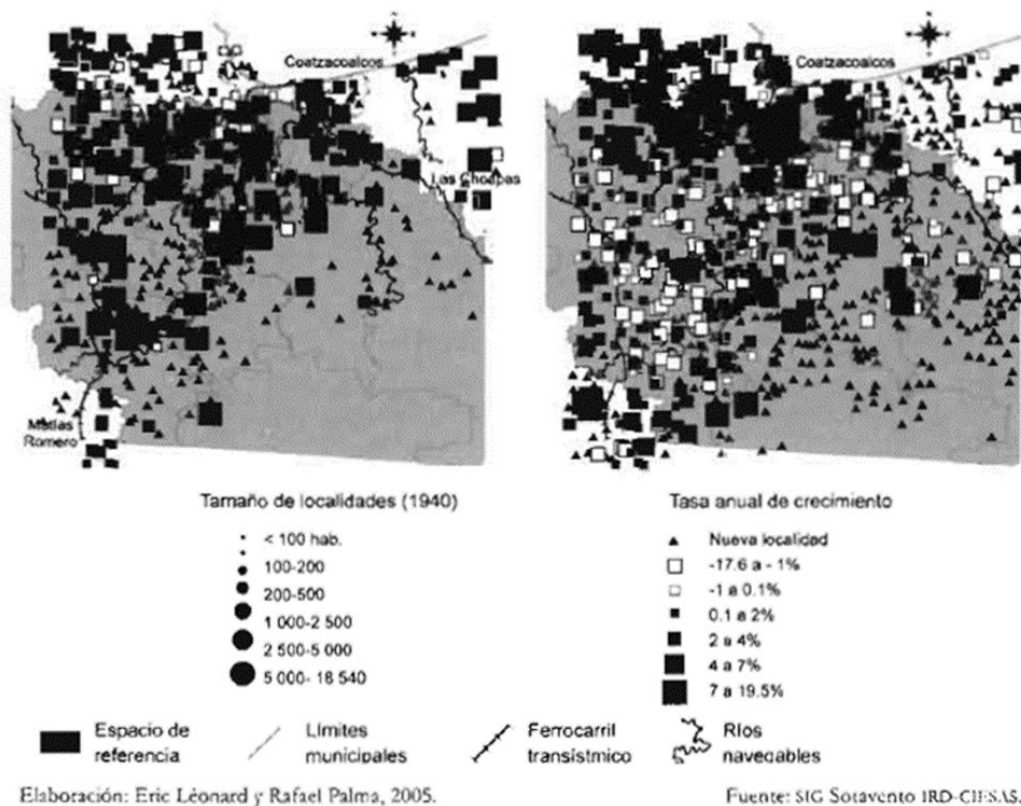 Coatzacoalcos
Las Choapas
Matías
Romero
Coatzacoalcos
Tamaño de localidades (1940)
< 100 hab.
100-200
200-500
1 000-2 500
2 500-5 000
5 000- 18 540
Tasa anual de crecimiento
Nueva localidad
-17.6 a - 1%
-1 a 0.1%
0.1 a 2%
2 a 4%
4 a 7%
7 a 19.5%
Espacio de
referencia
Límites
municipales
Ferrocarril
transístmico
Ríos
navegables
Elaboración: Eric Léonard y Rafael Palma, 2005.
Fuente: SIG Sotavento IRD-CIESAS.